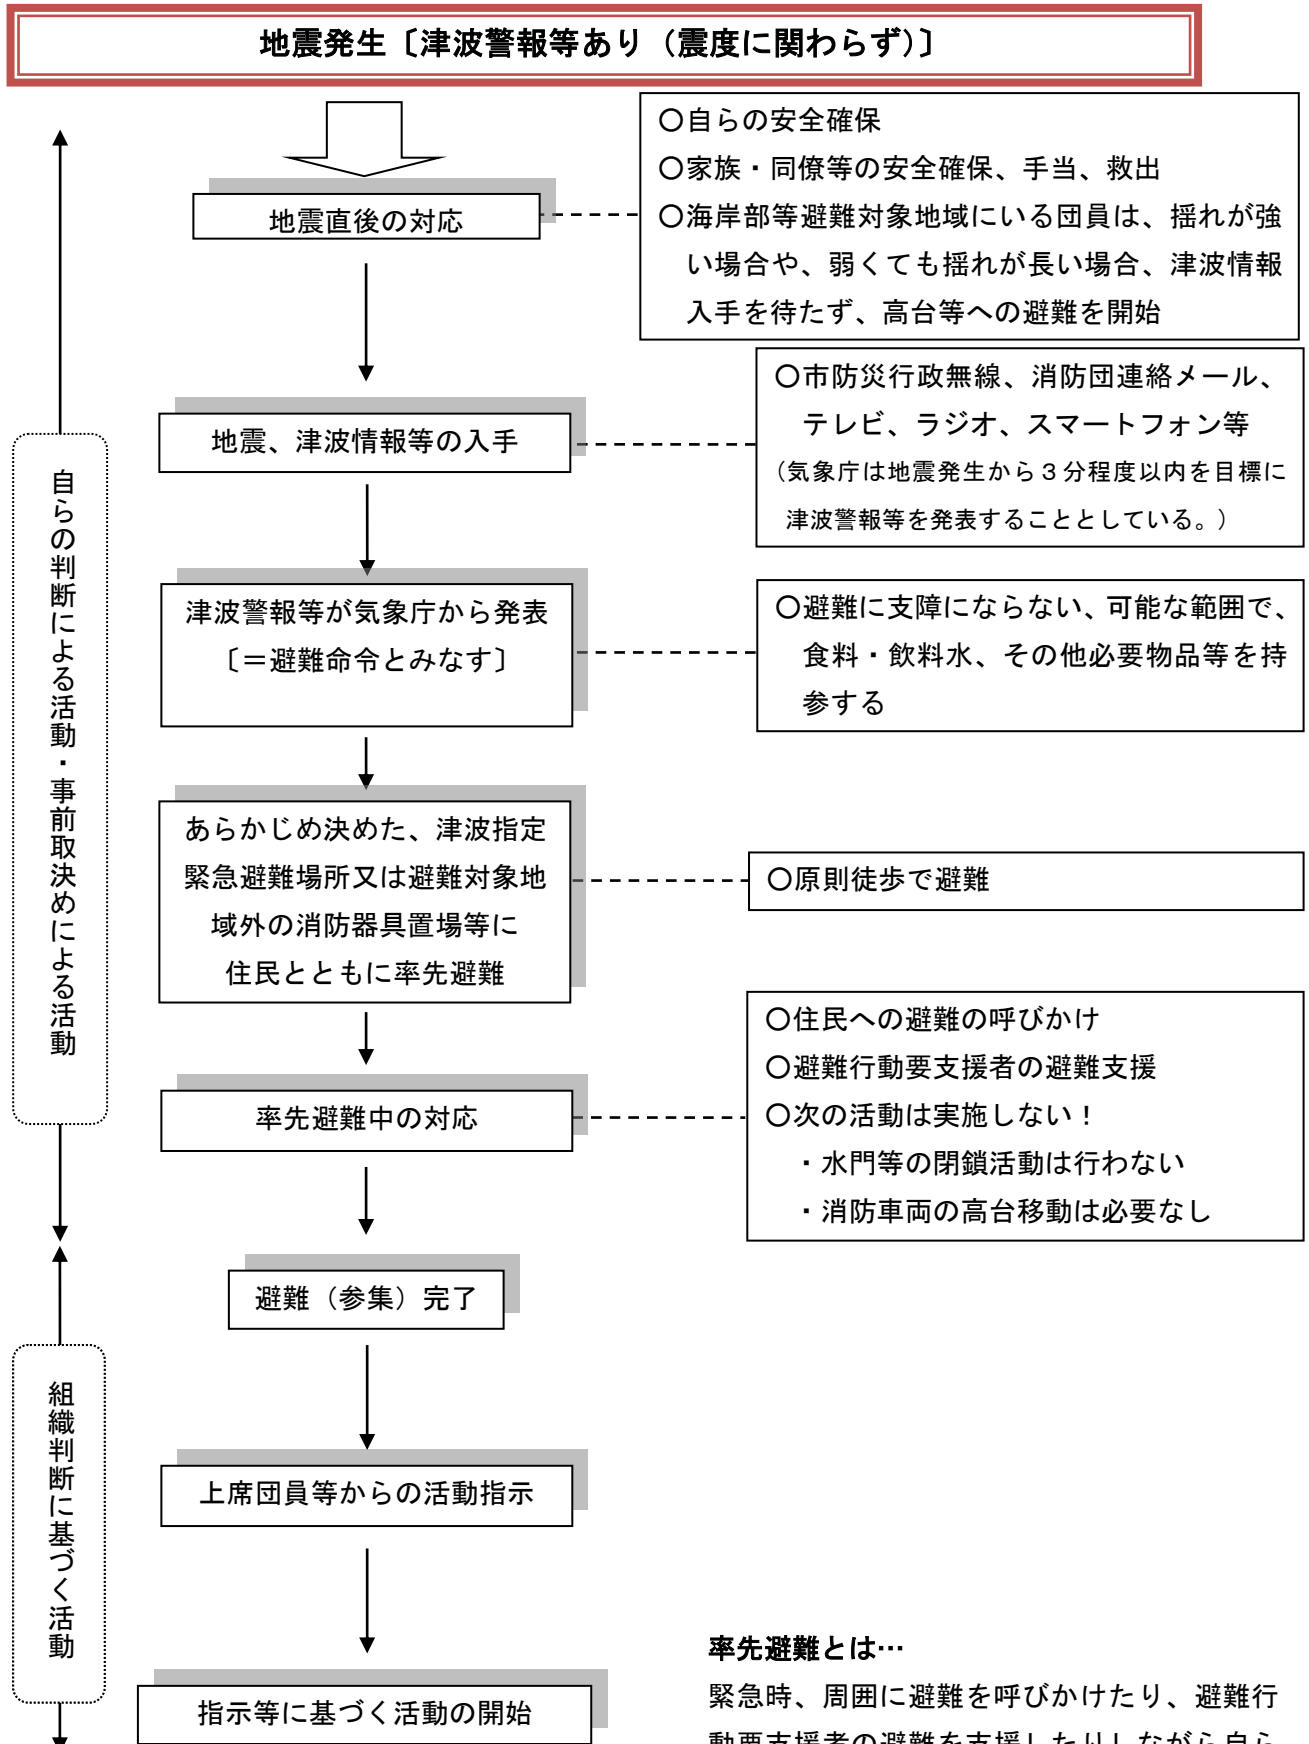 地震発生〔津波警報等あり（震度に関わらず）〕
地震直後の対応
〇自らの安全確保
〇家族・同僚等の安全確保、手当、救出
〇海岸部等避難対象地域にいる団員は、揺れが強
い場合や、弱くても揺れが長い場合、津波情報
入手を待たず、高台等への避難を開始
地震、津波情報等の入手
〇市防災行政無線、消防団連絡メール、
テレビ、ラジオ、スマートフォン等
（気象庁は地震発生から３分程度以内を目標に
津波警報等を発表することとしている。）
津波警報等が気象庁から発表
〔＝避難命令とみなす〕
〇避難に支障にならない、可能な範囲で、
食料・飲料水、その他必要物品等を持
参する
あらかじめ決めた、津波指定
緊急避難場所又は避難対象地
域外の消防器具置場等に
住民とともに率先避難
〇原則徒歩で避難
率先避難中の対応
〇住民への避難の呼びかけ
〇避難行動要支援者の避難支援
〇次の活動は実施しない！
・水門等の閉鎖活動は行わない
・消防車両の高台移動は必要なし
自らの判断による活動・事前取決めによる活動
避難（参集）完了
上席団員等からの活動指示
指示等に基づく活動の開始
組織判断に基づく活動
率先避難とは…
緊急時、周囲に避難を呼びかけたり、避難行
動要支援者の避難を支援したりしながら自ら